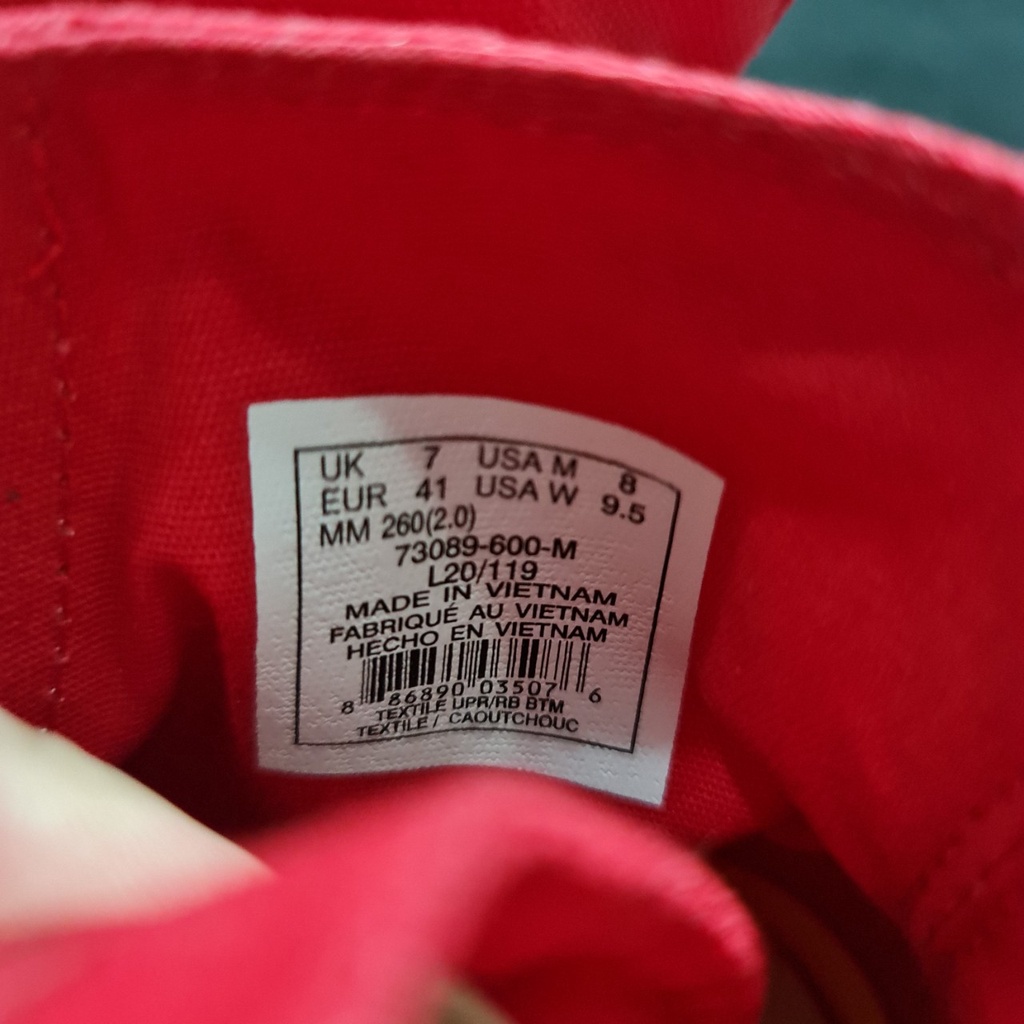 UK 7 USA M 8
EUR 41 USA W 9.5
MM 260(2.0)
73089-600-M
L20/119
MADE IN VIETNAM
FABRIQUÉ AU VIETNAM
HECHO EN VIETNAM
8 86890 03507 6
TEXTILE UPR/RB BTM
TEXTILE / CAOUTCHOUC